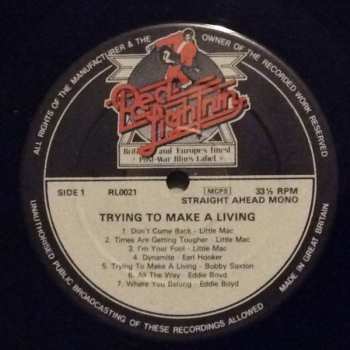 ALL RIGHTS OF THE MANUFACTURER & THE OWNER OF THE RECORDED WORK RESERVED
Red Lightnin'
Britain's and Europe's Finest
Post-War Blues Label
SIDE 1 RL0021 MCPS 33⅓ RPM
STRAIGHT AHEAD MONO
TRYING TO MAKE A LIVING
1 Don't Come Back - Little Mac
2 Times Are Getting Tougher - Little Mac
3 I'm Your Fool - Little Mac
4 Dynamite - Earl Hooker
5 Trying To Make A Living - Bobby Saxton
6 All The Way - Eddie Boyd
7 Where You Belong - Eddie Boyd
UNAUTHORISED PUBLIC BROADCASTING OF THESE RECORDINGS ALLOWED
MADE IN GREAT BRITAIN